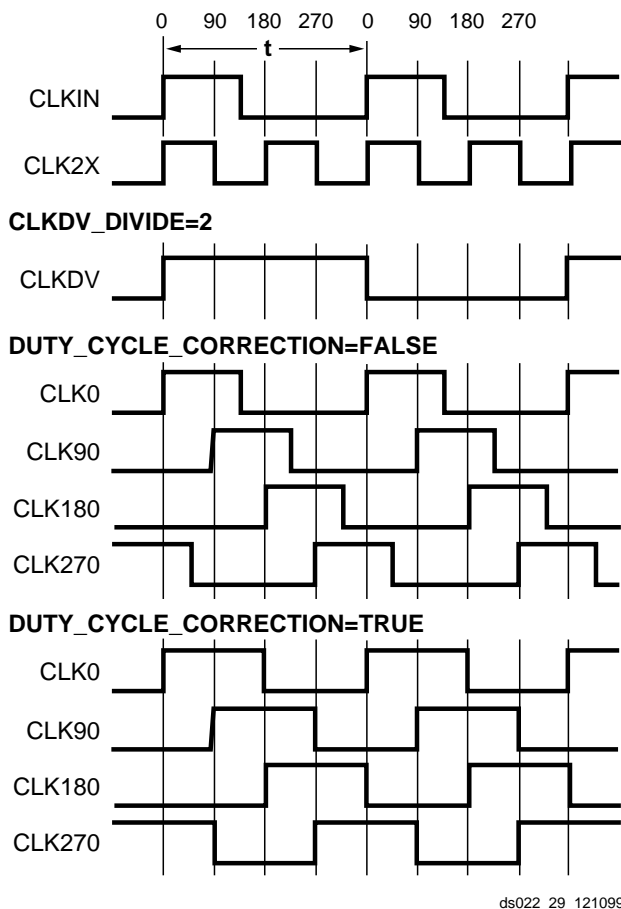 0 90 180 270 0 90 180 270
t
CLKIN
CLK2X
CLKDV_DIVIDE=2
CLKDV
DUTY_CYCLE_CORRECTION=FALSE
CLK0
CLK90
CLK180
CLK270
DUTY_CYCLE_CORRECTION=TRUE
CLK0
CLK90
CLK180
CLK270
ds022_29_121099